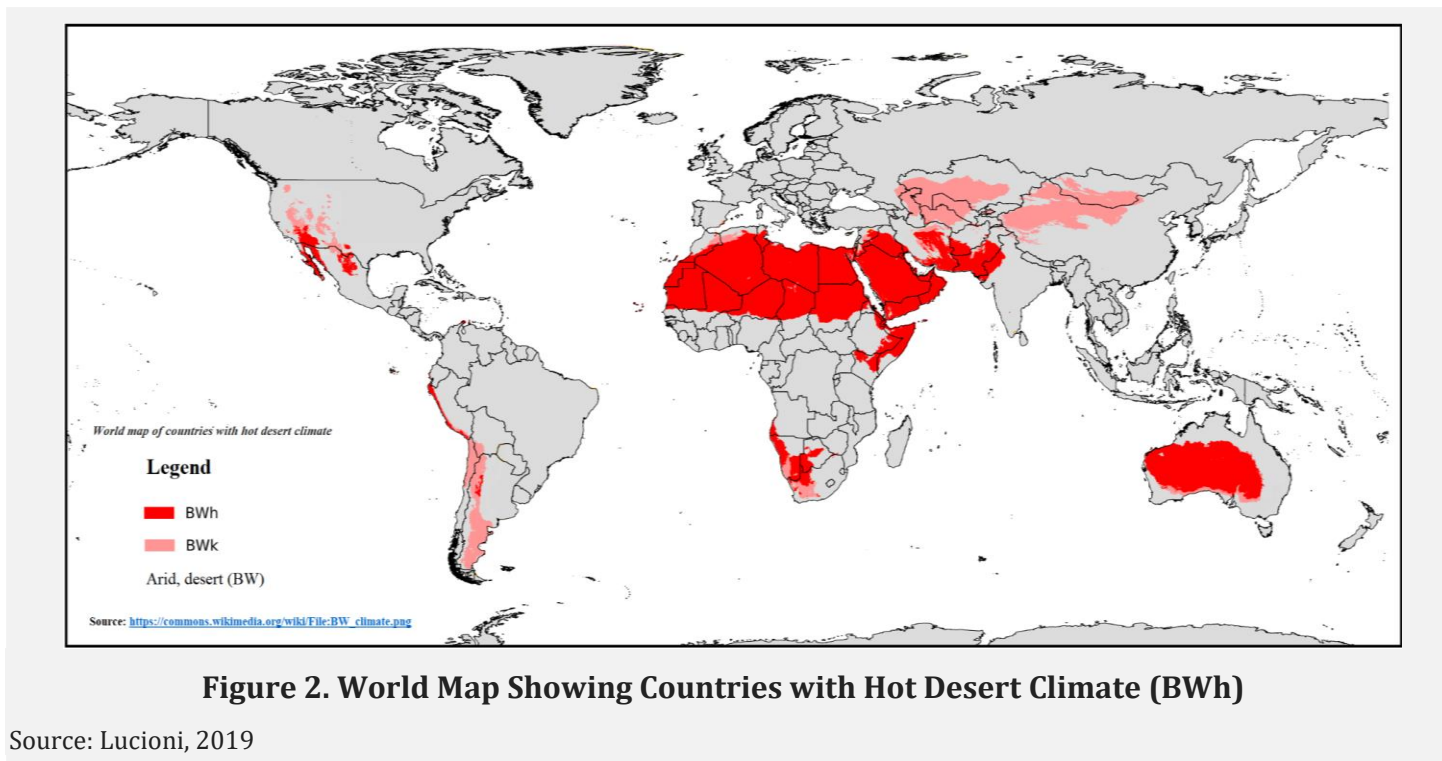 World map of countries with hot desert climate
Legend
BWh
BWk
Arid, desert (BW)
Source: https://commons.wikimedia.org/wiki/File:BW_climate.png
Figure 2. World Map Showing Countries with Hot Desert Climate (BWh)
Source: Lucioni, 2019